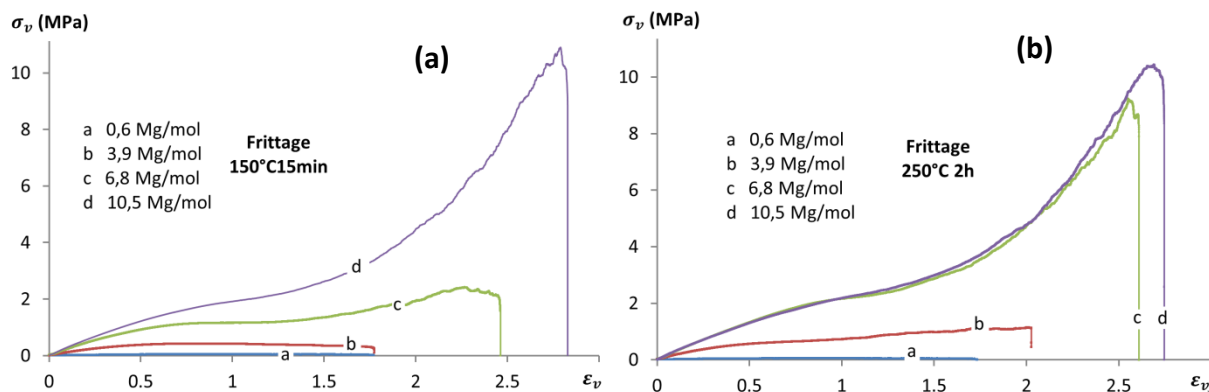 σᵥ (MPa)
(a)
10
8
6
4
2
0
a 0,6 Mg/mol
b 3,9 Mg/mol
c 6,8 Mg/mol
d 10,5 Mg/mol
Frittage
150°C15min
d
c
b
a
0 0.5 1 1.5 2 2.5 εᵥ
σᵥ (MPa)
(b)
10
8
6
4
2
0
a 0,6 Mg/mol
b 3,9 Mg/mol
c 6,8 Mg/mol
d 10,5 Mg/mol
Frittage
250°C 2h
b
c d
a
0 0.5 1 1.5 2 2.5 εᵥ